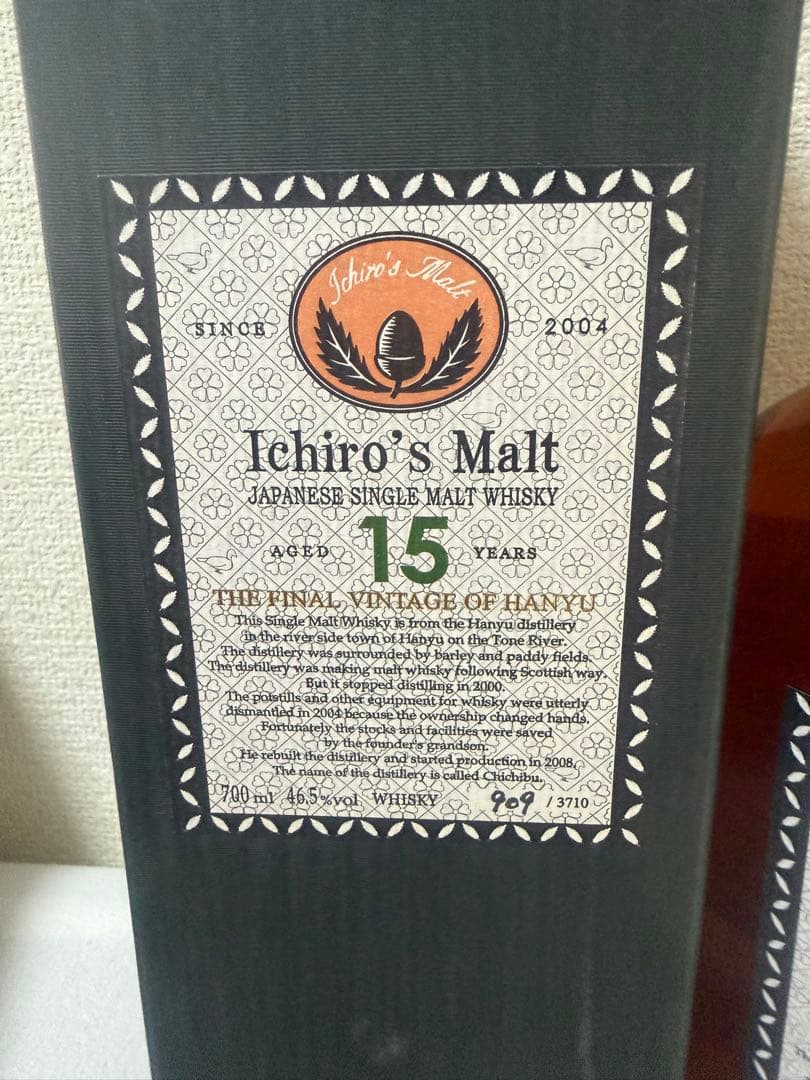 Ichiro's Malt
SINCE 2004
Ichiro's Malt
JAPANESE SINGLE MALT WHISKY
AGED 15 YEARS
THE FINAL VINTAGE OF HANYU
This Single Malt Whisky is from the Hanyu distillery
in the river side town of Hanyu on the Tone River.
The distillery was surrounded by barley and paddy fields.
The distillery was making malt whisky following Scottish way.
But it stopped distilling in 2000.
The potstills and other equipment for whisky were utterly
dismantled in 2004 because the ownership changed hands.
Fortunately the stocks and facilities were saved
by the founder's grandson.
He rebuilt the distillery and started production in 2008.
The name of the distillery is called Chichibu.
700 ml 46.5%vol WHISKY 909 / 3710